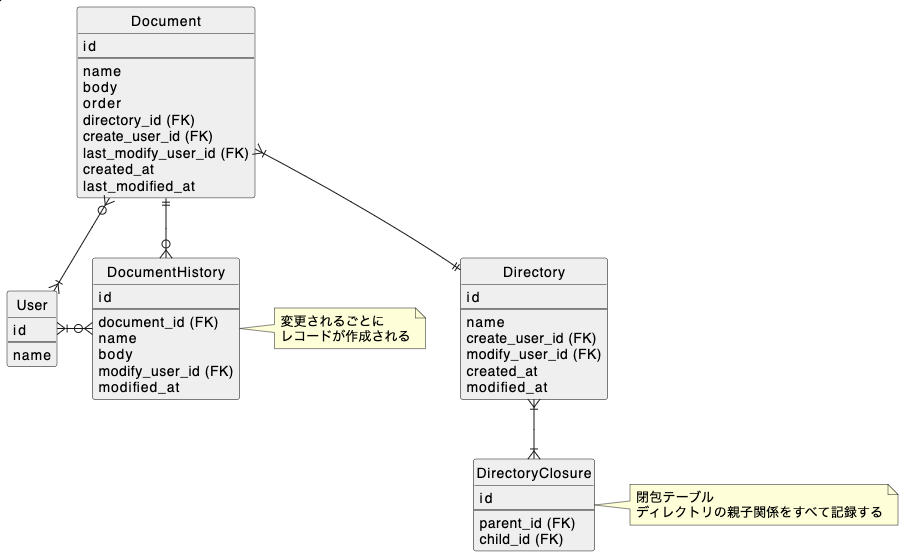 Document
id
name
body
order
directory_id (FK)
create_user_id (FK)
last_modify_user_id (FK)
created_at
last_modified_at
User
id
name
DocumentHistory
id
document_id (FK)
name
body
modify_user_id (FK)
modified_at
変更されるごとに
レコードが作成される
Directory
id
name
create_user_id (FK)
modify_user_id (FK)
created_at
modified_at
DirectoryClosure
id
parent_id (FK)
child_id (FK)
閉包テーブル
ディレクトリの親子関係をすべて記録する